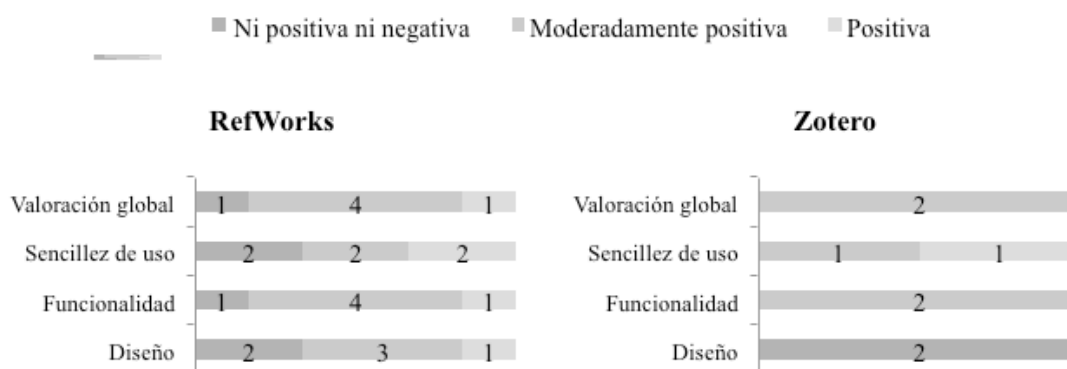 Ni positiva ni negativa Moderadamente positiva Positiva
RefWorks
Valoración global 1 4 1
Sencillez de uso 2 2 2
Funcionalidad 1 4 1
Diseño 2 3 1
Zotero
Valoración global 2
Sencillez de uso 1 1
Funcionalidad 2
Diseño 2